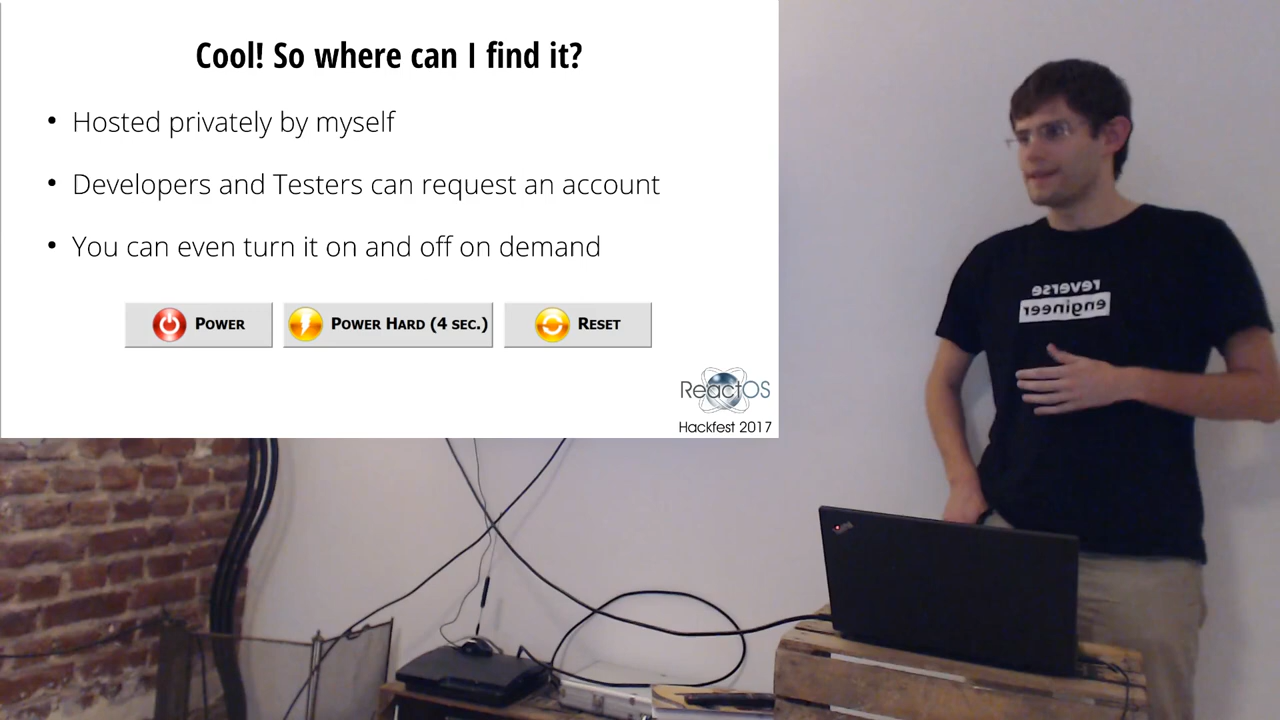 Cool! So where can I find it?
• Hosted privately by myself
• Developers and Testers can request an account
• You can even turn it on and off on demand
POWER POWER HARD (4 SEC.) RESET
ReactOS
Hackfest 2017
reverse
engineer